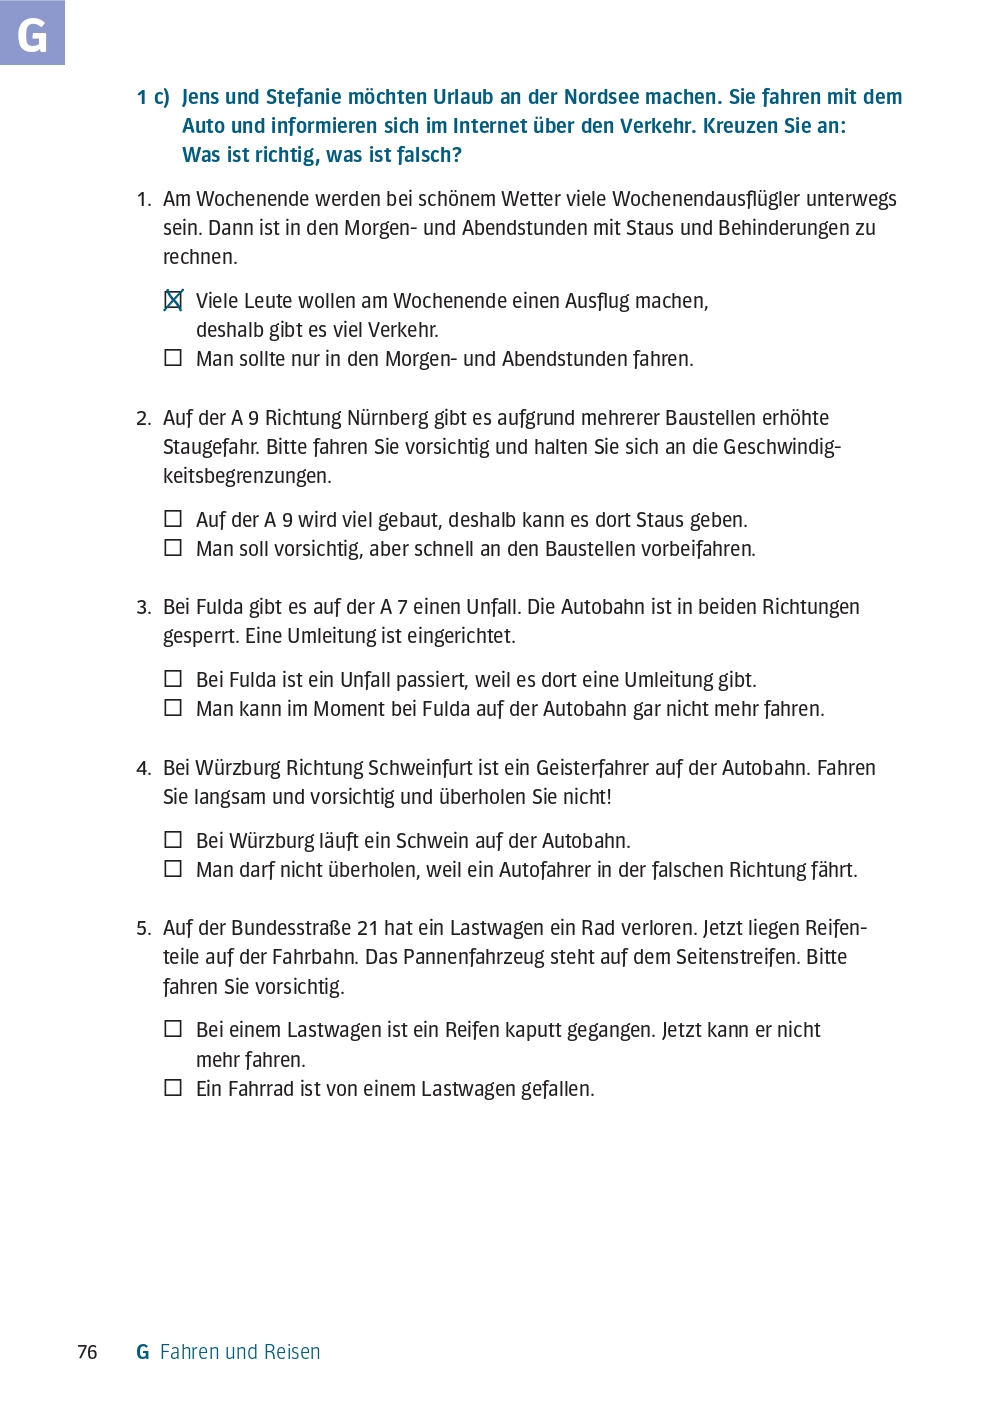 G
1 c) Jens und Stefanie möchten Urlaub an der Nordsee machen. Sie fahren mit dem
Auto und informieren sich im Internet über den Verkehr. Kreuzen Sie an:
Was ist richtig, was ist falsch?
1. Am Wochenende werden bei schönem Wetter viele Wochenendausflügler unterwegs
sein. Dann ist in den Morgen- und Abendstunden mit Staus und Behinderungen zu
rechnen.
☒ Viele Leute wollen am Wochenende einen Ausflug machen,
deshalb gibt es viel Verkehr.
☐ Man sollte nur in den Morgen- und Abendstunden fahren.
2. Auf der A 9 Richtung Nürnberg gibt es aufgrund mehrerer Baustellen erhöhte
Staugefahr. Bitte fahren Sie vorsichtig und halten Sie sich an die Geschwindig-
keitsbegrenzungen.
☐ Auf der A 9 wird viel gebaut, deshalb kann es dort Staus geben.
☐ Man soll vorsichtig, aber schnell an den Baustellen vorbeifahren.
3. Bei Fulda gibt es auf der A 7 einen Unfall. Die Autobahn ist in beiden Richtungen
gesperrt. Eine Umleitung ist eingerichtet.
☐ Bei Fulda ist ein Unfall passiert, weil es dort eine Umleitung gibt.
☐ Man kann im Moment bei Fulda auf der Autobahn gar nicht mehr fahren.
4. Bei Würzburg Richtung Schweinfurt ist ein Geisterfahrer auf der Autobahn. Fahren
Sie langsam und vorsichtig und überholen Sie nicht!
☐ Bei Würzburg läuft ein Schwein auf der Autobahn.
☐ Man darf nicht überholen, weil ein Autofahrer in der falschen Richtung fährt.
5. Auf der Bundesstraße 21 hat ein Lastwagen ein Rad verloren. Jetzt liegen Reifen-
teile auf der Fahrbahn. Das Pannenfahrzeug steht auf dem Seitenstreifen. Bitte
fahren Sie vorsichtig.
☐ Bei einem Lastwagen ist ein Reifen kaputt gegangen. Jetzt kann er nicht
mehr fahren.
☐ Ein Fahrrad ist von einem Lastwagen gefallen.
76 G Fahren und Reisen